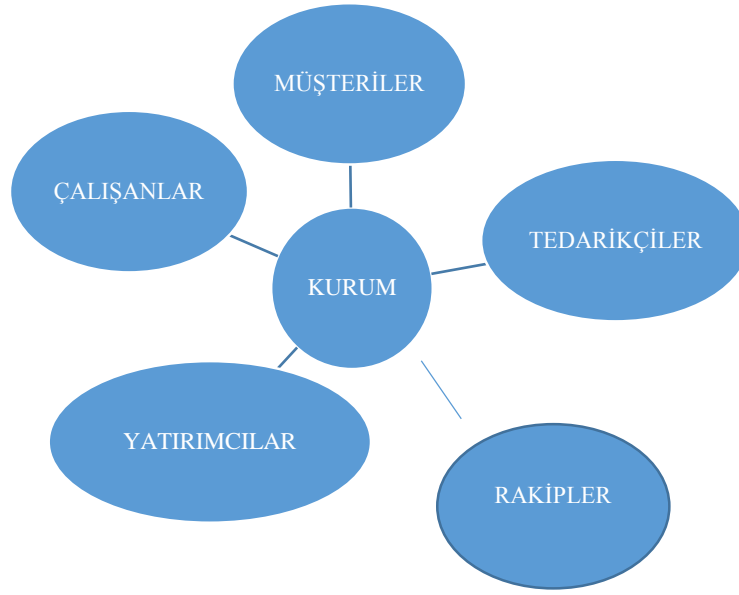 MÜŞTERİLER
ÇALIŞANLAR
TEDARİKÇİLER
KURUM
YATIRIMCILAR
RAKİPLER